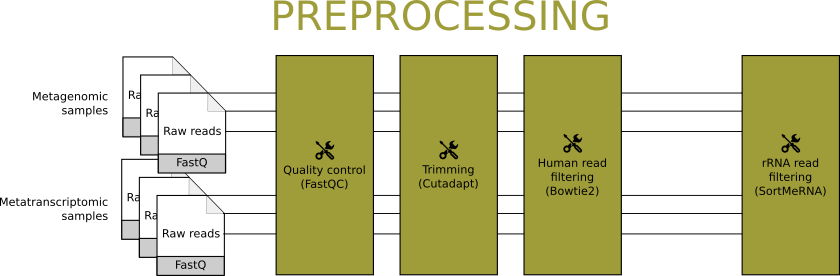 PREPROCESSING
Metagenomic
samples
Ra
Ra
Raw reads
FastQ
Metatranscriptomic
samples
Ra
Ra
Raw reads
FastQ
Quality control
(FastQC)
Trimming
(Cutadapt)
Human read
filtering
(Bowtie2)
rRNA read
filtering
(SortMeRNA)